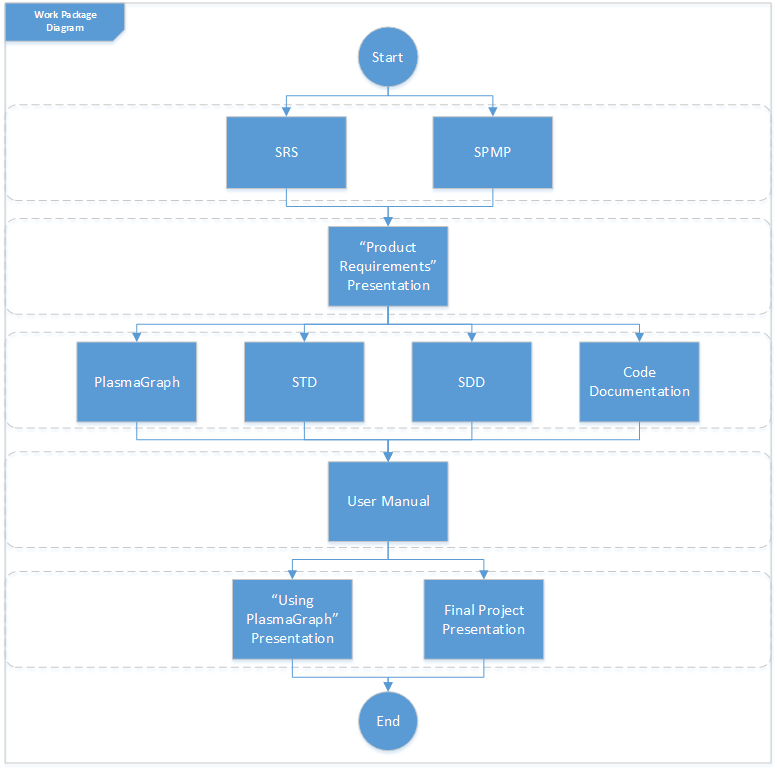 Work Package
Diagram
Start
SRS
SPMP
“Product
Requirements”
Presentation
PlasmaGraph
STD
SDD
Code
Documentation
User Manual
“Using
PlasmaGraph”
Presentation
Final Project
Presentation
End